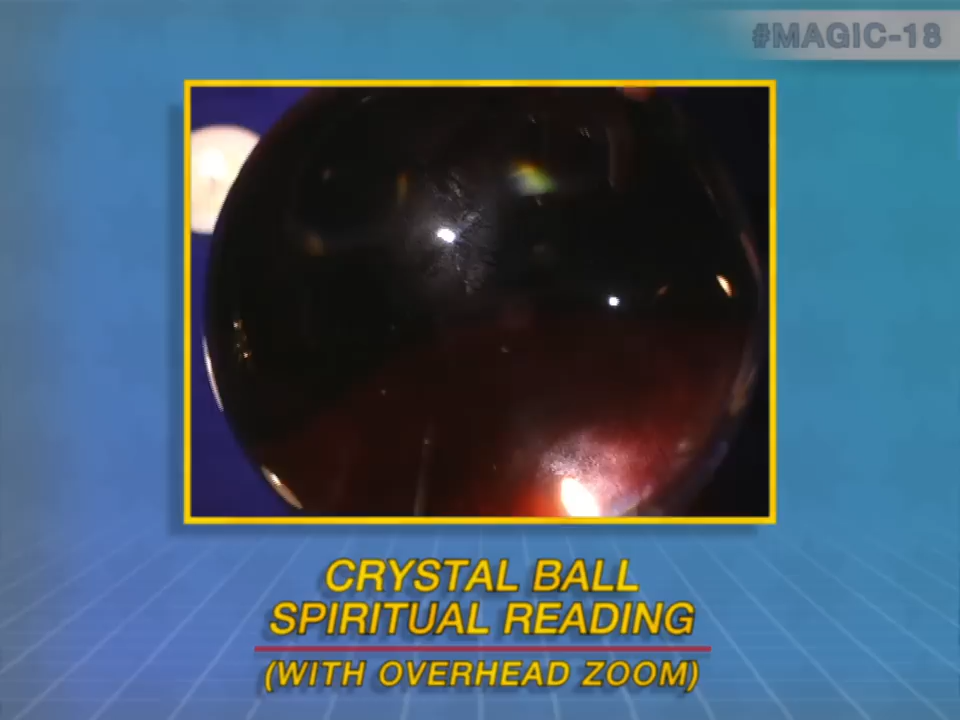 #MAGIC-18
CRYSTAL BALL
SPIRITUAL READING
(WITH OVERHEAD ZOOM)